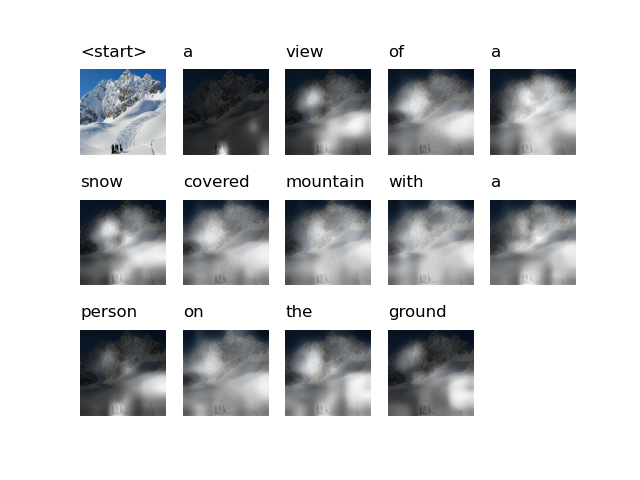 <start> a view of a
snow covered mountain with a
person on the ground